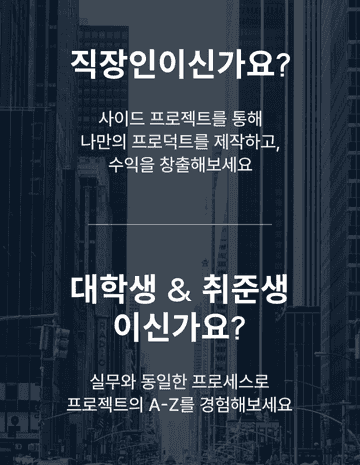 직장인이신가요?
사이드 프로젝트를 통해
나만의 프로덕트를 제작하고,
수익을 창출해보세요
대학생 & 취준생
이신가요?
실무와 동일한 프로세스로
프로젝트의 A-Z를 경험해보세요